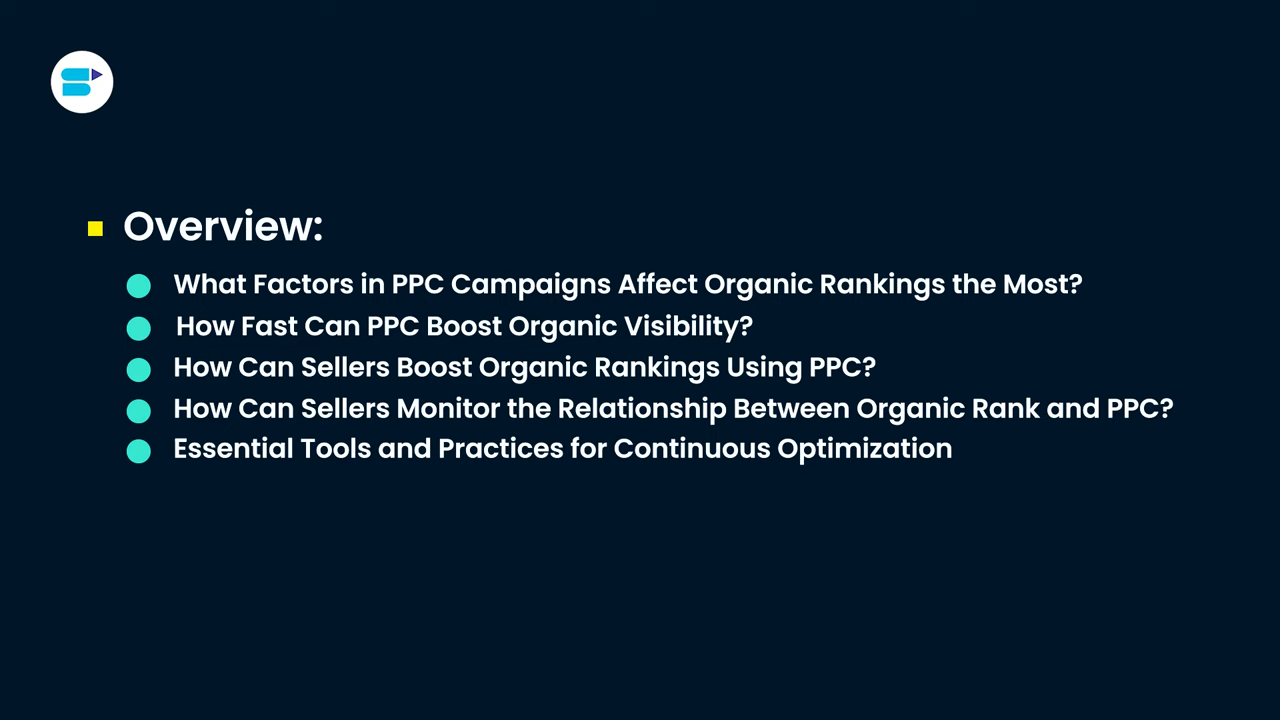 Overview:
What Factors in PPC Campaigns Affect Organic Rankings the Most?
How Fast Can PPC Boost Organic Visibility?
How Can Sellers Boost Organic Rankings Using PPC?
How Can Sellers Monitor the Relationship Between Organic Rank and PPC?
Essential Tools and Practices for Continuous Optimization